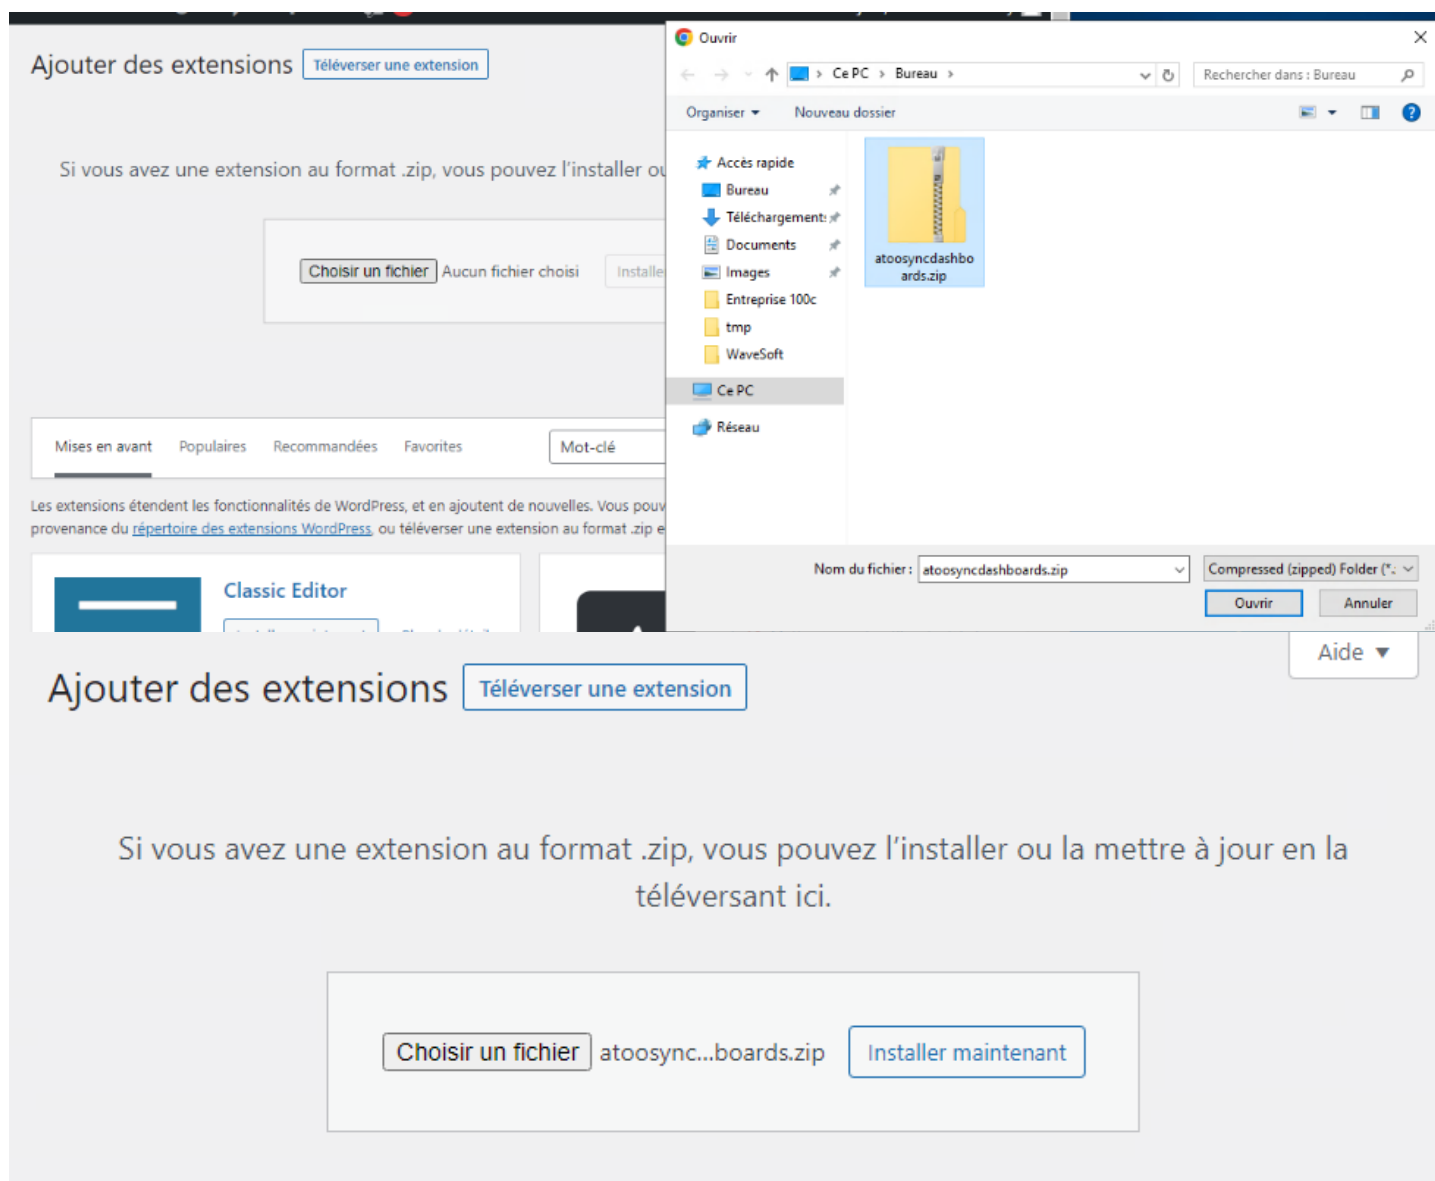 Ajouter des extensions Téléverser une extension
Si vous avez une extension au format .zip, vous pouvez l'installer ou
Choisir un fichier Aucun fichier choisi Installe
Mises en avant Populaires Recommandées Favorites Mot-clé
Les extensions étendent les fonctionnalités de WordPress, et en ajoutent de nouvelles. Vous pouv
provenance du répertoire des extensions WordPress, ou téléverser une extension au format .zip e
Classic Editor
Ouvrir
Ce PC > Bureau >
Rechercher dans : Bureau
Organiser Nouveau dossier
Accès rapide
Bureau
Téléchargements
Documents
Images
Entreprise 100c
tmp
WaveSoft
Ce PC
Réseau
atoosyncdashbo
ards.zip
Nom du fichier : atoosyncdashboards.zip Compressed (zipped) Folder (*.
Ouvrir Annuler
Aide
Ajouter des extensions Téléverser une extension
Si vous avez une extension au format .zip, vous pouvez l'installer ou la mettre à jour en la
téléversant ici.
Choisir un fichier atoosync...boards.zip Installer maintenant